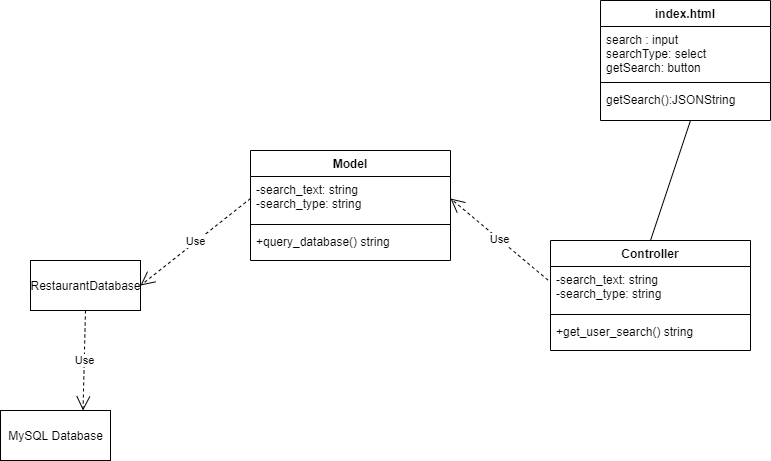 index.html
search : input
searchType: select
getSearch: button
getSearch():JSONString
Model
-search_text: string
-search_type: string
+query_database() string
Use
Use
Controller
-search_text: string
-search_type: string
+get_user_search() string
RestaurantDatabase
Use
MySQL Database